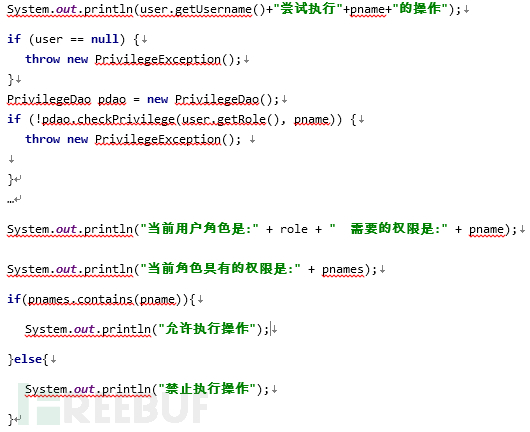 System.out.println(user.getUsername()+"尝试执行"+pname+"的操作");↓
if (user == null) {↓
throw new PrivilegeException();↓
}↓
PrivilegeDao pdao = new PrivilegeDao();↓
if (!pdao.checkPrivilege(user.getRole(), pname)) {↓
throw new PrivilegeException(); ↓
↓
}↵
…↵
System.out.println("当前用户角色是:" + role + "  需要的权限是:" + pname);↓
System.out.println("当前角色具有的权限是:" + pnames);↓
if(pnames.contains(pname)){↓
System.out.println("允许执行操作");↓
}else{↓
System.out.println("禁止执行操作");↓
}↵
FREEBUF